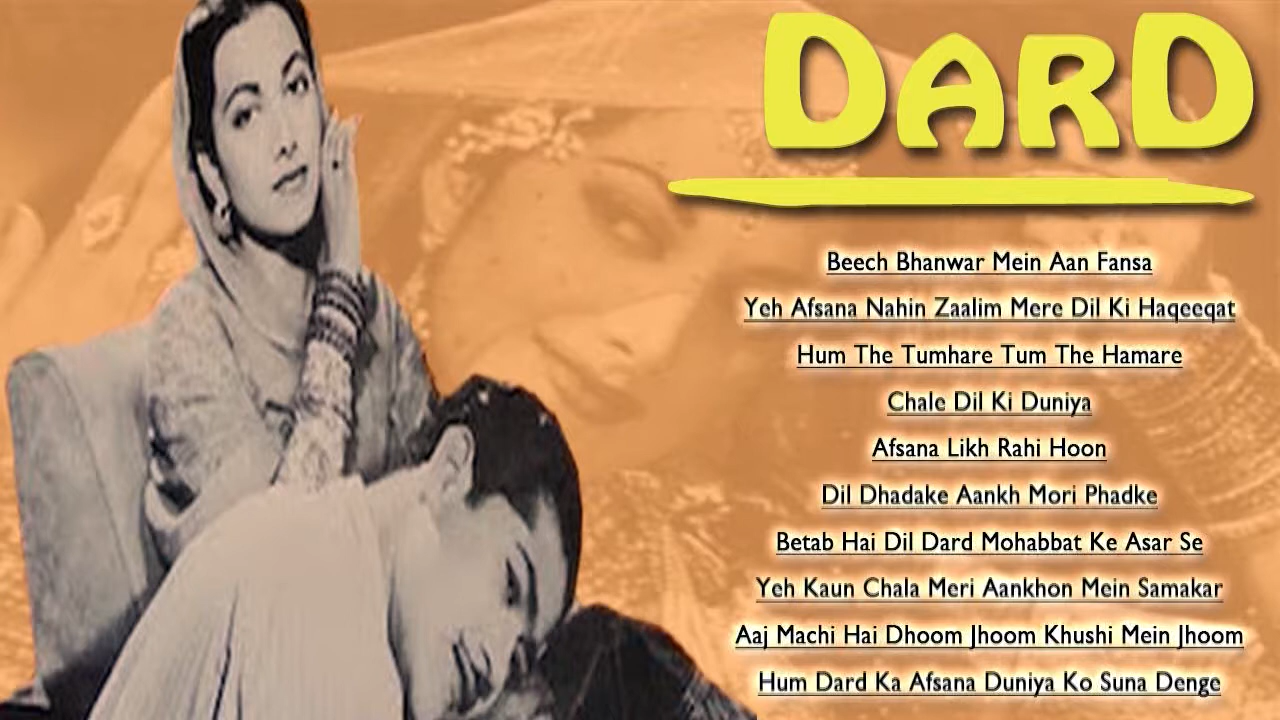 DARD
Beech Bhanwar Mein Aan Fansa
Yeh Afsana Nahin Zaalim Mere Dil Ki Haqeeqat
Hum The Tumhare Tum The Hamare
Chale Dil Ki Duniya
Afsana Likh Rahi Hoon
Dil Dhadake Aankh Mori Phadke
Betab Hai Dil Dard Mohabbat Ke Asar Se
Yeh Kaun Chala Meri Aankhon Mein Samakar
Aaj Machi Hai Dhoom Jhoom Khushi Mein Jhoom
Hum Dard Ka Afsana Duniya Ko Suna Denge